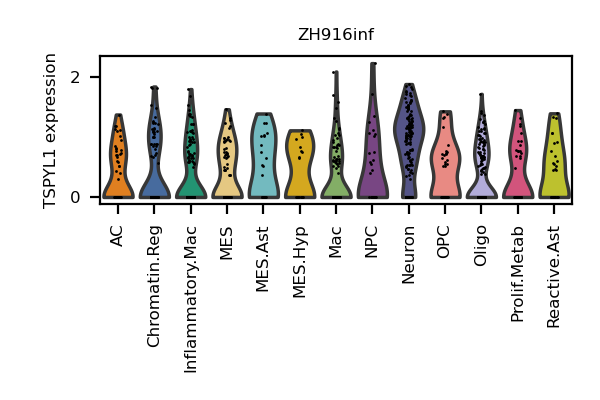 ZH916inf
TSPYL1 expression
2
0
AC
Chromatin.Reg
Inflammatory.Mac
MES
MES.Ast
MES.Hyp
Mac
NPC
Neuron
OPC
Oligo
Prolif.Metab
Reactive.Ast